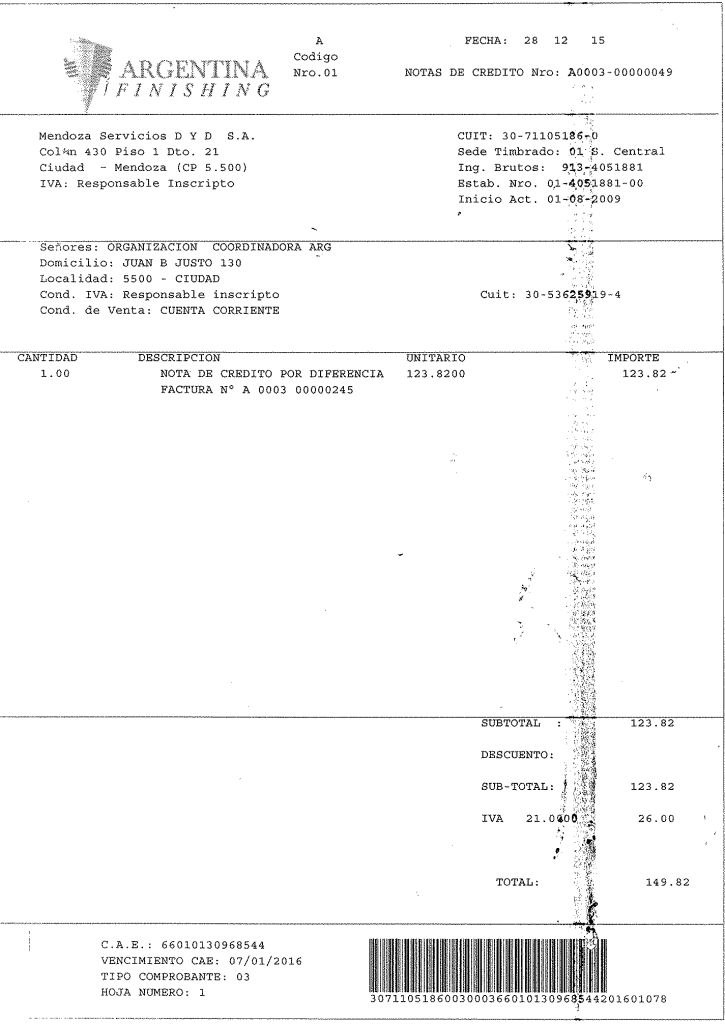 ARGENTINA
FINISHING
A
Codigo
Nro.01
FECHA: 28 12 15
NOTAS DE CREDITO Nro: A0003-00000049
Mendoza Servicios D Y D S.A.
Col¾n 430 Piso 1 Dto. 21
Ciudad - Mendoza (CP 5.500)
IVA: Responsable Inscripto
CUIT: 30-71105186-0
Sede Timbrado: 01 S. Central
Ing. Brutos: 913-4051881
Estab. Nro. 01-4051881-00
Inicio Act. 01-08-2009
Señores: ORGANIZACION COORDINADORA ARG
Domicilio: JUAN B JUSTO 130
Localidad: 5500 - CIUDAD
Cond. IVA: Responsable inscripto Cuit: 30-53625919-4
Cond. de Venta: CUENTA CORRIENTE
CANTIDAD DESCRIPCION UNITARIO IMPORTE
1.00 NOTA DE CREDITO POR DIFERENCIA 123.8200 123.82
FACTURA Nº A 0003 00000245
SUBTOTAL : 123.82
DESCUENTO:
SUB-TOTAL: 123.82
IVA 21.0000 26.00
TOTAL: 149.82
C.A.E.: 66010130968544
VENCIMIENTO CAE: 07/01/2016
TIPO COMPROBANTE: 03
HOJA NUMERO: 1
3071105186003000366010130968544201601078